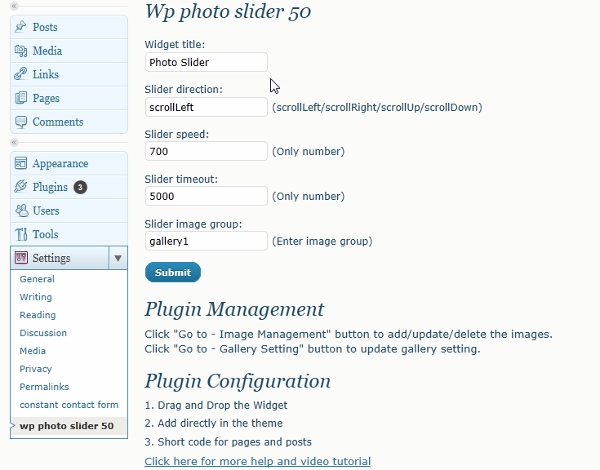 Posts
Media
Links
Pages
Comments
Appearance
Plugins 3
Users
Tools
Settings
General
Writing
Reading
Discussion
Media
Privacy
Permalinks
constant contact form
wp photo slider 50
Wp photo slider 50
Widget title:
Photo Slider
Slider direction:
scrollLeft (scrollLeft/scrollRight/scrollUp/scrollDown)
Slider speed:
700 (Only number)
Slider timeout:
5000 (Only number)
Slider image group:
gallery1 (Enter image group)
Submit
Plugin Management
Click "Go to - Image Management" button to add/update/delete the images.
Click "Go to - Gallery Setting" button to update gallery setting.
Plugin Configuration
1. Drag and Drop the Widget
2. Add directly in the theme
3. Short code for pages and posts
Click here for more help and video tutorial